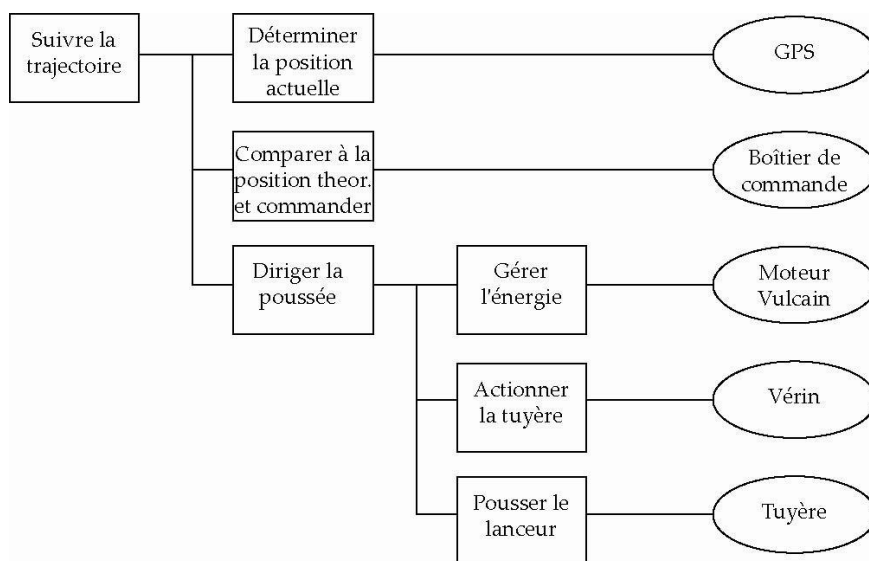 Suivre la
trajectoire
Déterminer
la position
actuelle
GPS
Comparer à la
position theor.
et commander
Boîtier de
commande
Diriger la
poussée
Gérer
l'énergie
Moteur
Vulcain
Actionner
la tuyère
Vérin
Pousser le
lanceur
Tuyère